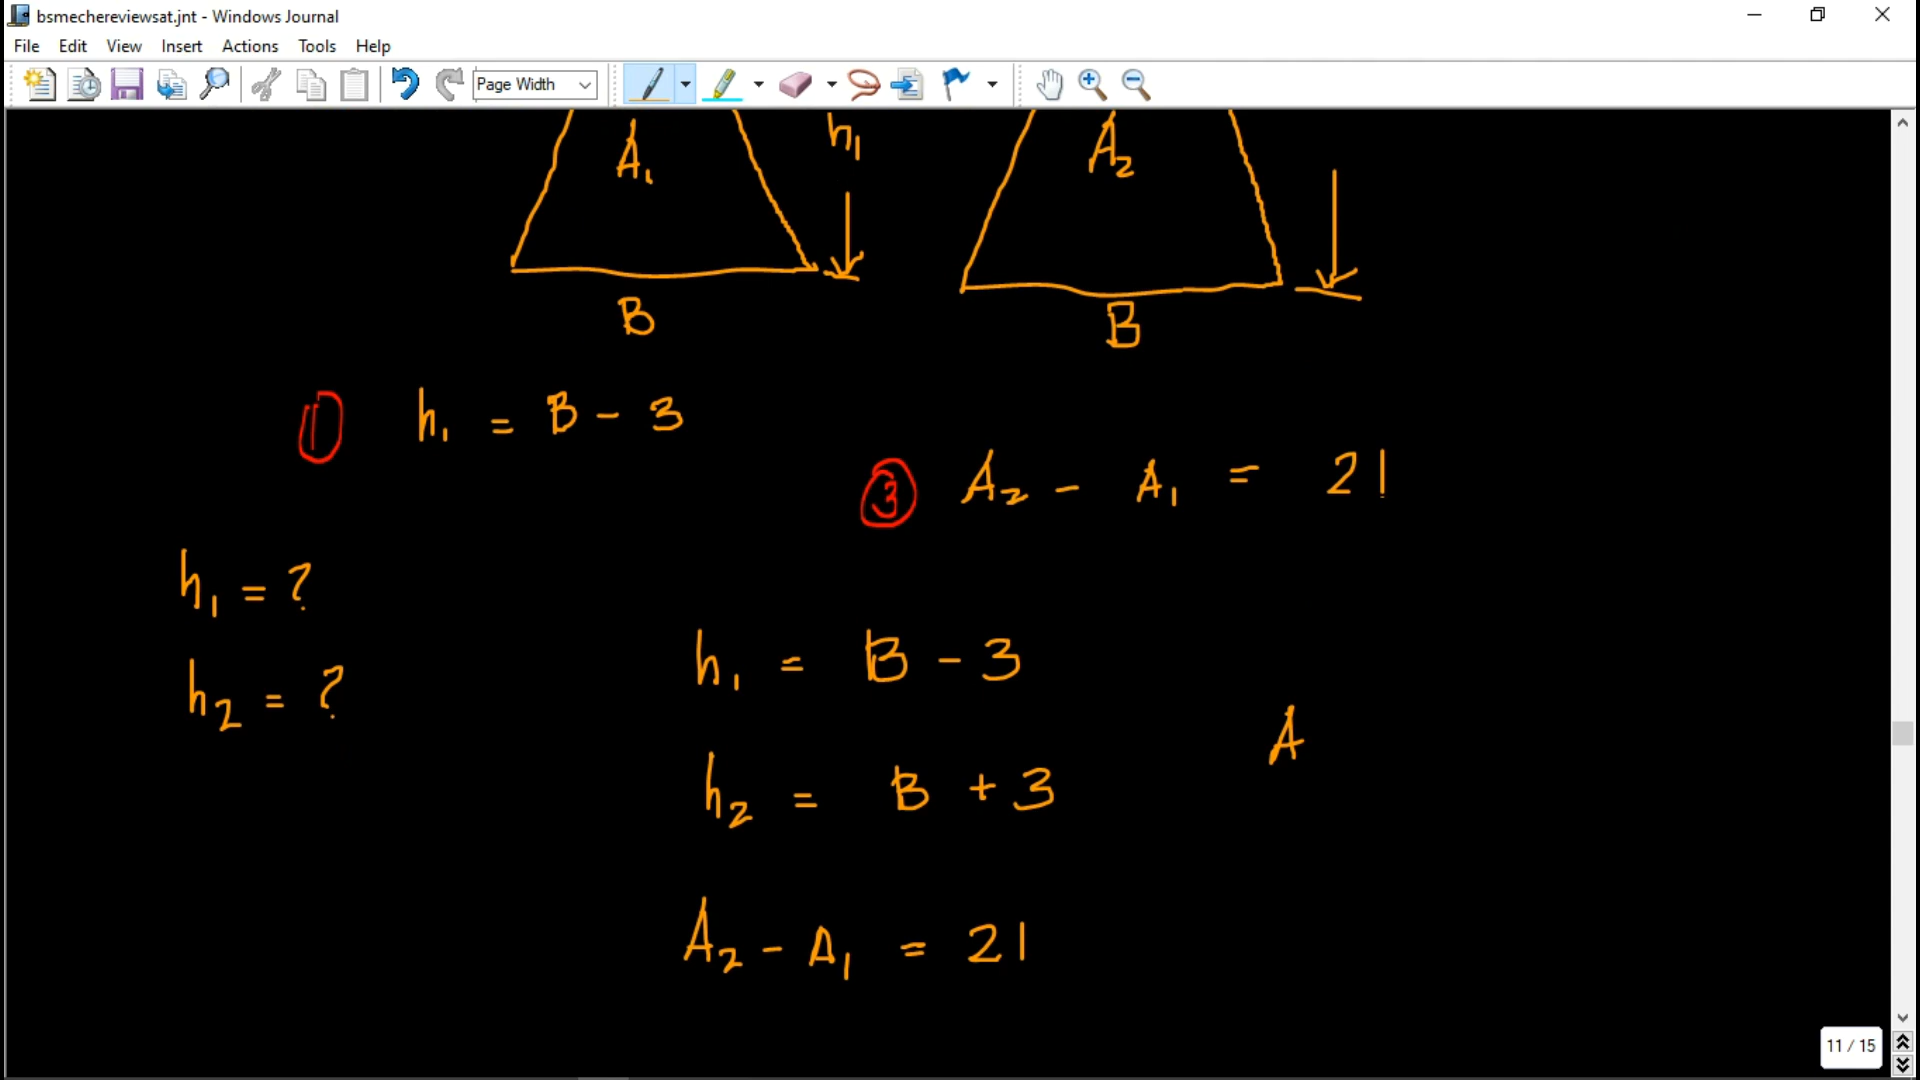 bsmechereviewsat.jnt - Windows Journal
File Edit View Insert Actions Tools Help
Page Width
A₁ h₁ A₂
B B
① h₁ = B - 3
③ A₂ - A₁ = 21
h₁ = ?
h₁ = B - 3
h₂ = ?
A
h₂ = B + 3
A₂ - A₁ = 21
11 / 15